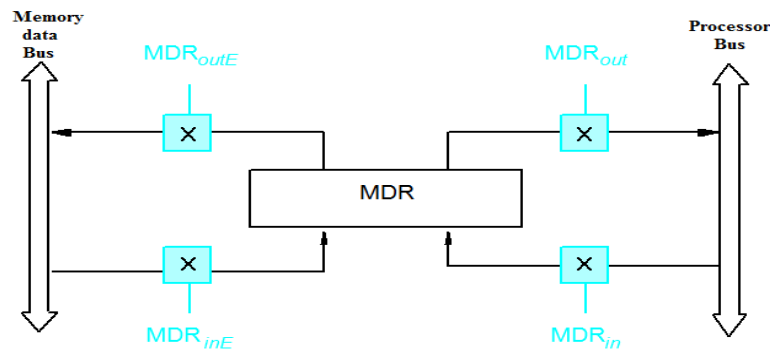 Memory
data
Bus
Processor
Bus
MDRoutE
MDRout
X
X
MDR
X
X
MDRinE
MDRin